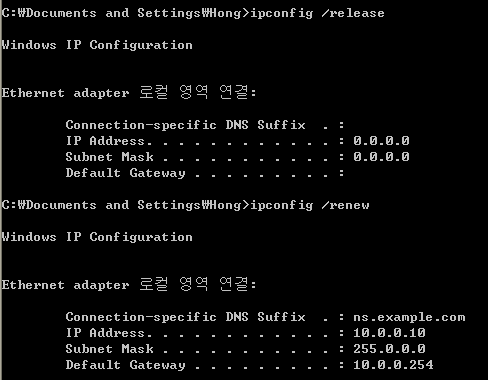 C:₩Documents and Settings₩Hong>ipconfig /release
Windows IP Configuration
Ethernet adapter 로컬 영역 연결:
Connection-specific DNS Suffix  . :
IP Address. . . . . . . . . . . . : 0.0.0.0
Subnet Mask . . . . . . . . . . . : 0.0.0.0
Default Gateway . . . . . . . . . :
C:₩Documents and Settings₩Hong>ipconfig /renew
Windows IP Configuration
Ethernet adapter 로컬 영역 연결:
Connection-specific DNS Suffix  . : ns.example.com
IP Address. . . . . . . . . . . . : 10.0.0.10
Subnet Mask . . . . . . . . . . . : 255.0.0.0
Default Gateway . . . . . . . . . : 10.0.0.254